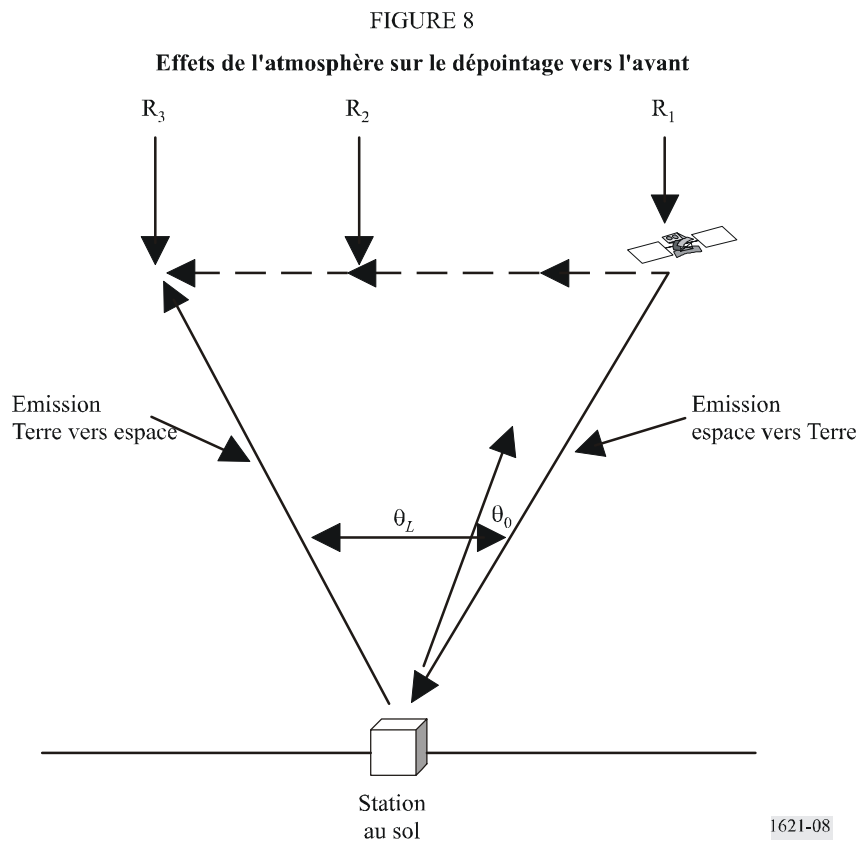 FIGURE 8
Effets de l'atmosphère sur le dépointage vers l'avant
R3
R2
R1
Emission
Terre vers espace
Emission
espace vers Terre
θL
θ0
Station
au sol
1621-08